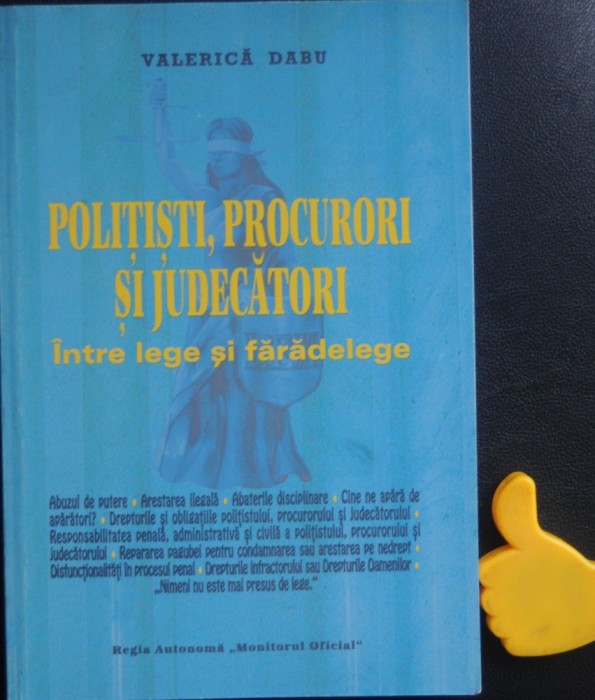 VALERICĂ DABU
POLIȚIȘTI, PROCURORI
ȘI JUDECĂTORI
Între lege și fărădelege
Abuzul de putere • Arestarea ilegală • Abaterile disciplinare • Cine ne apără de
apărători? • Drepturile și obligațiile polițistului, procurorului și judecătorului •
Responsabilitatea penală, administrativă și civilă a polițistului, procurorului și
judecătorului • Repararea pagubei pentru condamnarea sau arestarea pe nedrept •
Disfuncționalități în procesul penal • Drepturile Infractorului sau Drepturile Oamenilor •
„Nimeni nu este mai presus de lege.”
Regia Autonomă „Monitorul Oficial”